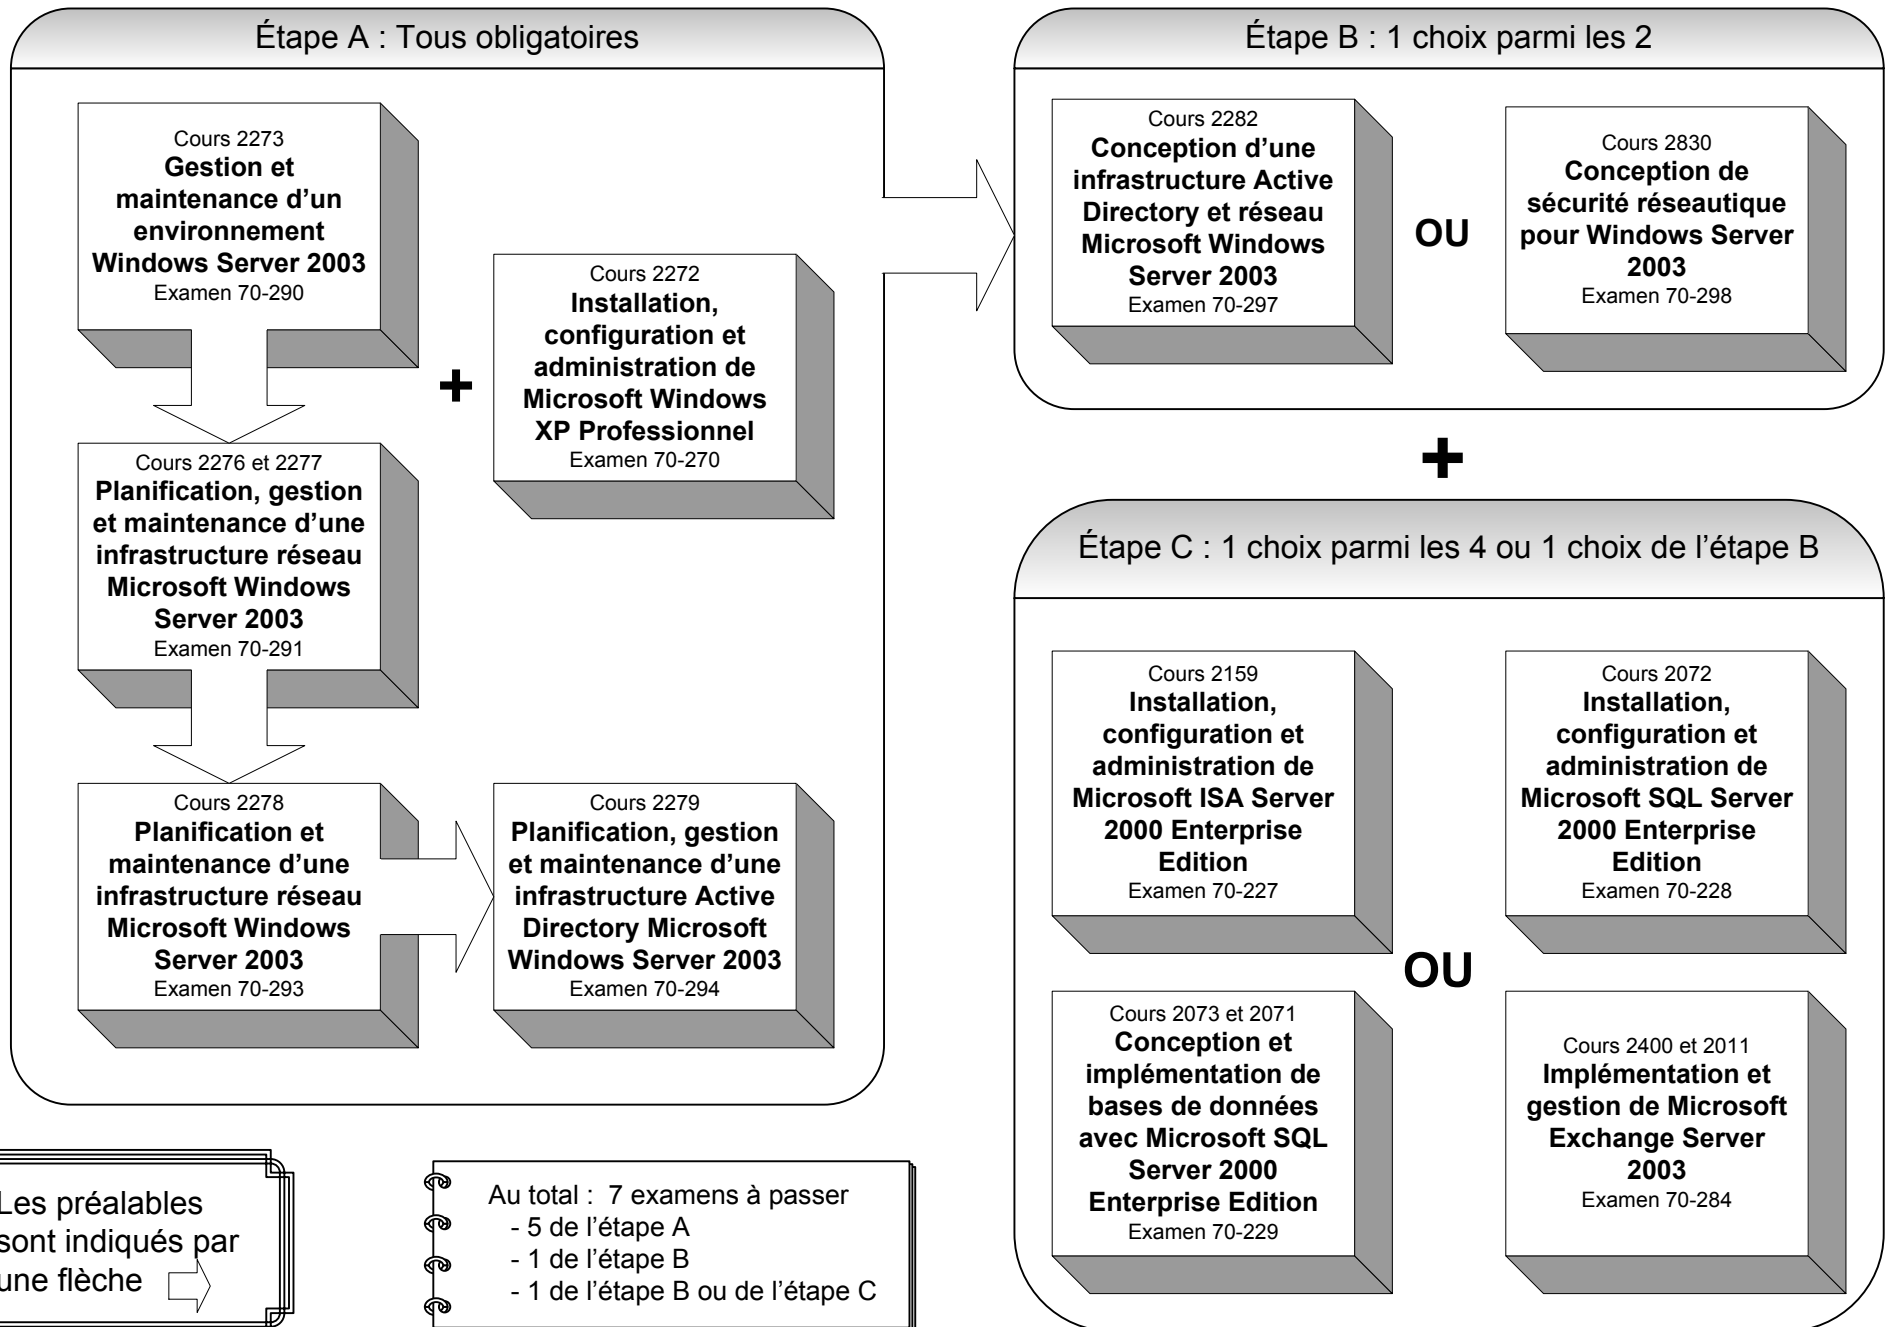 Étape A : Tous obligatoires
Cours 2273
Gestion et
maintenance d’un
environnement
Windows Server 2003
Examen 70-290
+
Cours 2272
Installation,
configuration et
administration de
Microsoft Windows
XP Professionnel
Examen 70-270
Cours 2276 et 2277
Planification, gestion
et maintenance d’une
infrastructure réseau
Microsoft Windows
Server 2003
Examen 70-291
Cours 2278
Planification et
maintenance d’une
infrastructure réseau
Microsoft Windows
Server 2003
Examen 70-293
Cours 2279
Planification, gestion
et maintenance d’une
infrastructure Active
Directory Microsoft
Windows Server 2003
Examen 70-294
Étape B : 1 choix parmi les 2
Cours 2282
Conception d’une
infrastructure Active
Directory et réseau
Microsoft Windows
Server 2003
Examen 70-297
OU
Cours 2830
Conception de
sécurité réseautique
pour Windows Server
2003
Examen 70-298
+
Étape C : 1 choix parmi les 4 ou 1 choix de l’étape B
Cours 2159
Installation,
configuration et
administration de
Microsoft ISA Server
2000 Enterprise
Edition
Examen 70-227
Cours 2072
Installation,
configuration et
administration de
Microsoft SQL Server
2000 Enterprise
Edition
Examen 70-228
OU
Cours 2073 et 2071
Conception et
implémentation de
bases de données
avec Microsoft SQL
Server 2000
Enterprise Edition
Examen 70-229
Cours 2400 et 2011
Implémentation et
gestion de Microsoft
Exchange Server
2003
Examen 70-284
Les préalables
sont indiqués par
une flèche
Au total : 7 examens à passer
- 5 de l’étape A
- 1 de l’étape B
- 1 de l’étape B ou de l’étape C